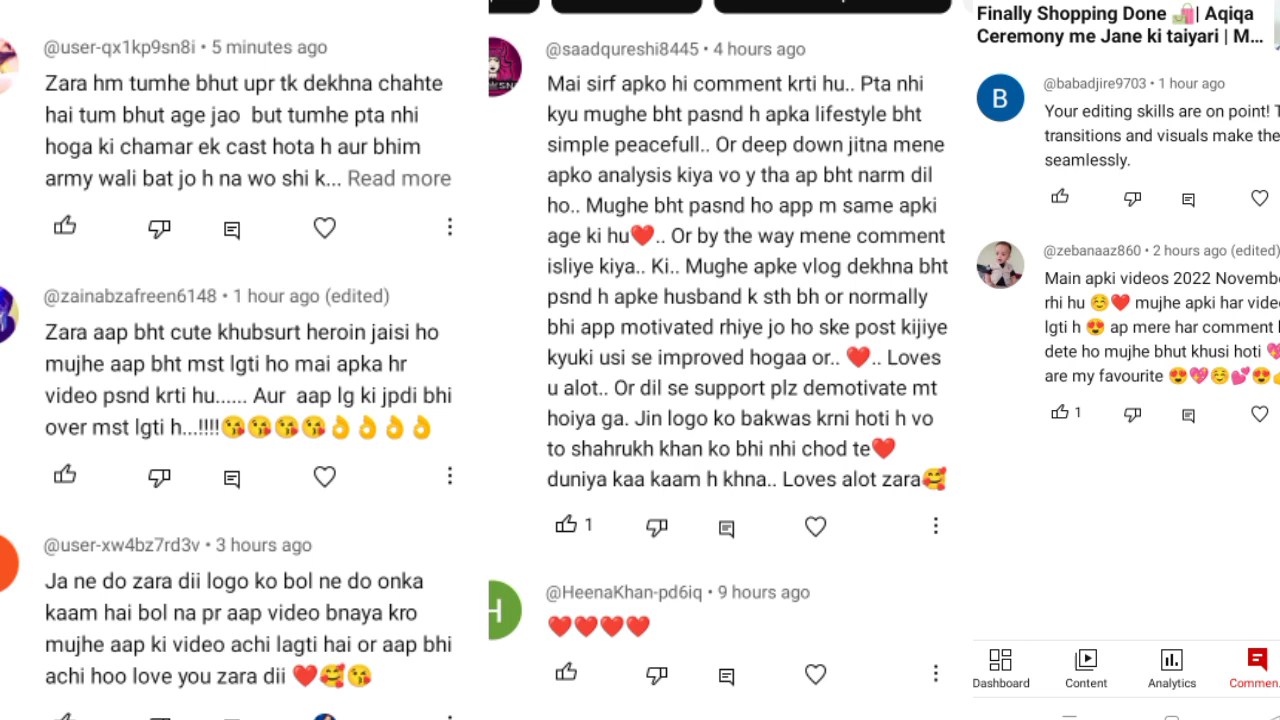 @user-qx1kp9sn8i • 5 minutes ago
Zara hm tumhe bhut upr tk dekhna chahte
hai tum bhut age jao but tumhe pta nhi
hoga ki chamar ek cast hota h aur bhim
army wali bat jo h na wo shi k... Read more
@zainabzafreen6148 • 1 hour ago (edited)
Zara aap bht cute khubsurt heroin jaisi ho
mujhe aap bht mst lgti ho mai apka hr
video psnd krti hu...... Aur aap lg ki jpdi bhi
over mst lgti h...!!!!😘😘😘😘👌👌👌👌
@user-xw4bz7rd3v • 3 hours ago
Ja ne do zara dii logo ko bol ne do onka
kaam hai bol na pr aap video bnaya kro
mujhe aap ki video achi lagti hai or aap bhi
achi hoo love you zara dii ❤️🥰😘
@saadqureshi8445 • 4 hours ago
Mai sirf apko hi comment krti hu.. Pta nhi
kyu mughe bht pasnd h apka lifestyle bht
simple peacefull.. Or deep down jitna mene
apko analysis kiya vo y tha ap bht narm dil
ho.. Mughe bht pasnd ho app m same apki
age ki hu❤️.. Or by the way mene comment
isliye kiya.. Ki.. Mughe apke vlog dekhna bht
psnd h apke husband k sth bh or normally
bhi app motivated rhiye jo ho ske post kijiye
kyuki usi se improved hogaa or.. ❤️.. Loves
u alot.. Or dil se support plz demotivate mt
hoiya ga. Jin logo ko bakwas krni hoti h vo
to shahrukh khan ko bhi nhi chod te❤️
duniya kaa kaam h khna.. Loves alot zara🥰
1
H
@HeenaKhan-pd6iq • 9 hours ago
❤️❤️❤️❤️
Finally Shopping Done 🛍️| Aqiqa
Ceremony me Jane ki taiyari | M...
B
@babadjire9703 • 1 hour ago
Your editing skills are on point! T
transitions and visuals make the
seamlessly.
@zebanaaz860 • 2 hours ago (edited)
Main apki videos 2022 Novembe
rhi hu ☺️❤️ mujhe apki har vide
lgti h 😍 ap mere har comment
dete ho mujhe bhut khusi hoti 💖
are my favourite 😍💖☺️💕😍
1
Dashboard
Content
Analytics
Commen.